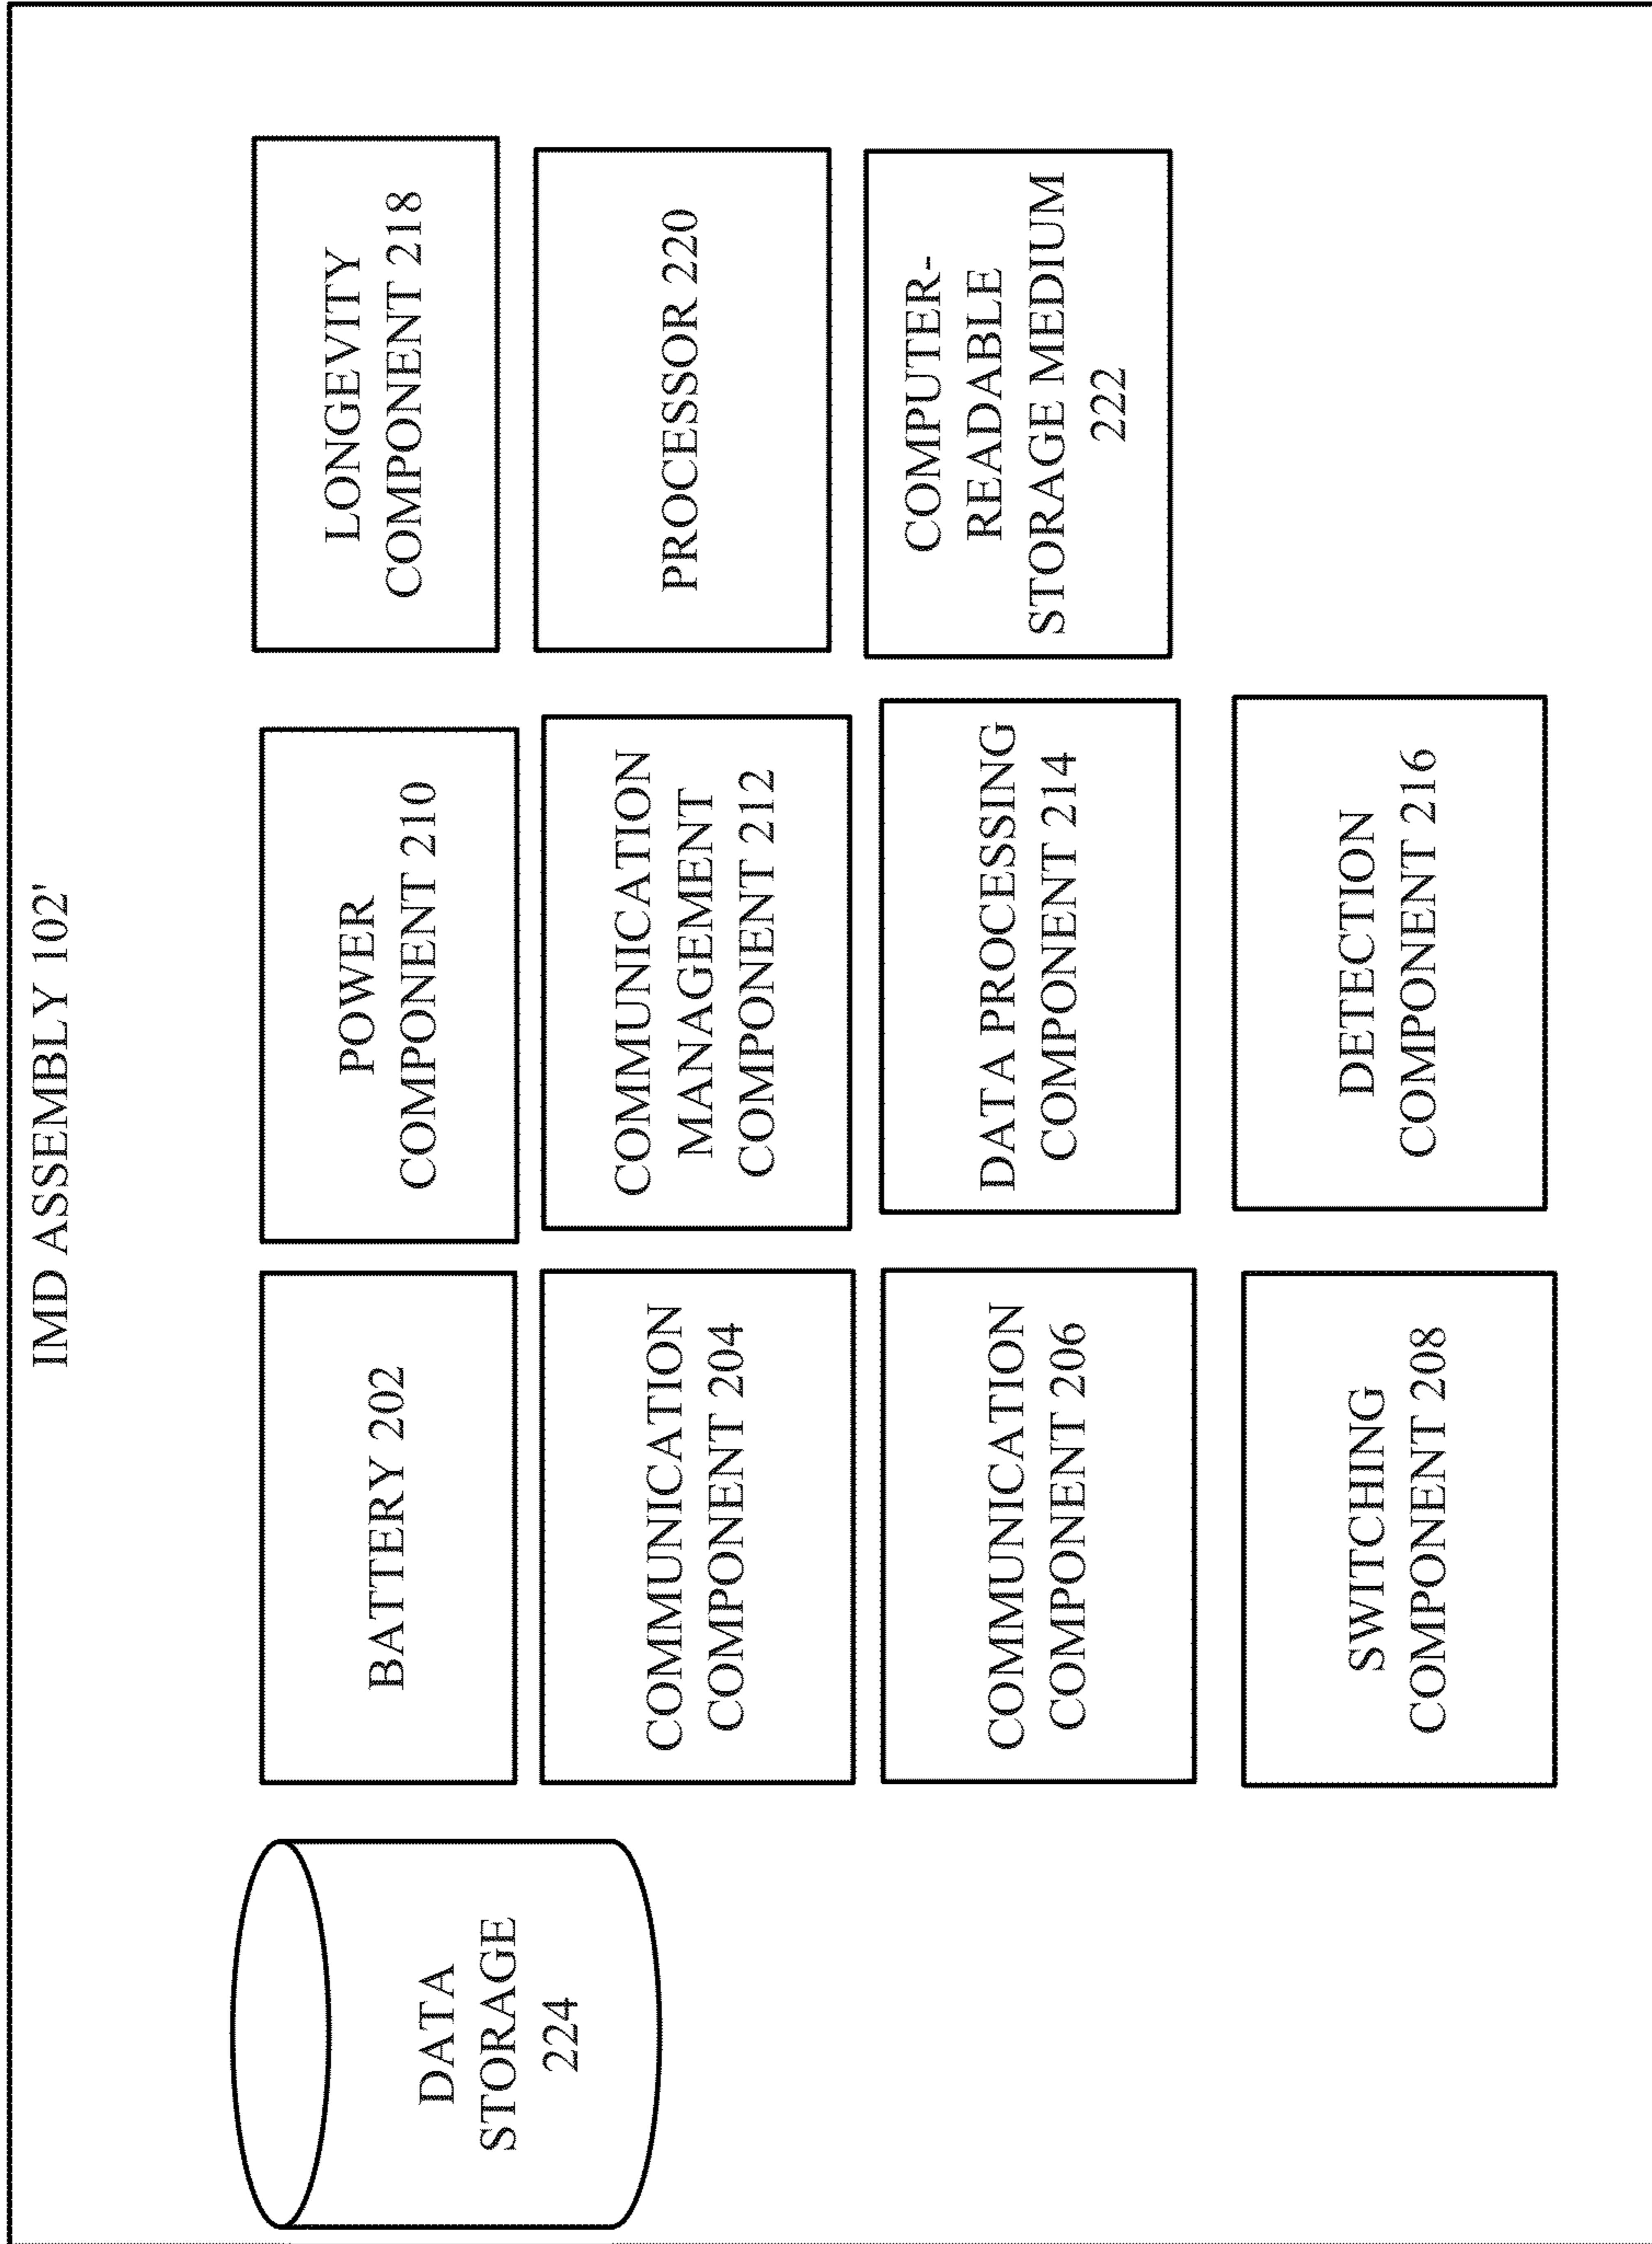 IMD ASSEMBLY 102'
DATA
STORAGE
224
BATTERY 202
COMMUNICATION
COMPONENT 204
COMMUNICATION
COMPONENT 206
SWITCHING
COMPONENT 208
POWER
COMPONENT 210
COMMUNICATION
MANAGEMENT
COMPONENT 212
DATA PROCESSING
COMPONENT 214
DETECTION
COMPONENT 216
LONGEVITY
COMPONENT 218
PROCESSOR 220
COMPUTER-
READABLE
STORAGE MEDIUM
222